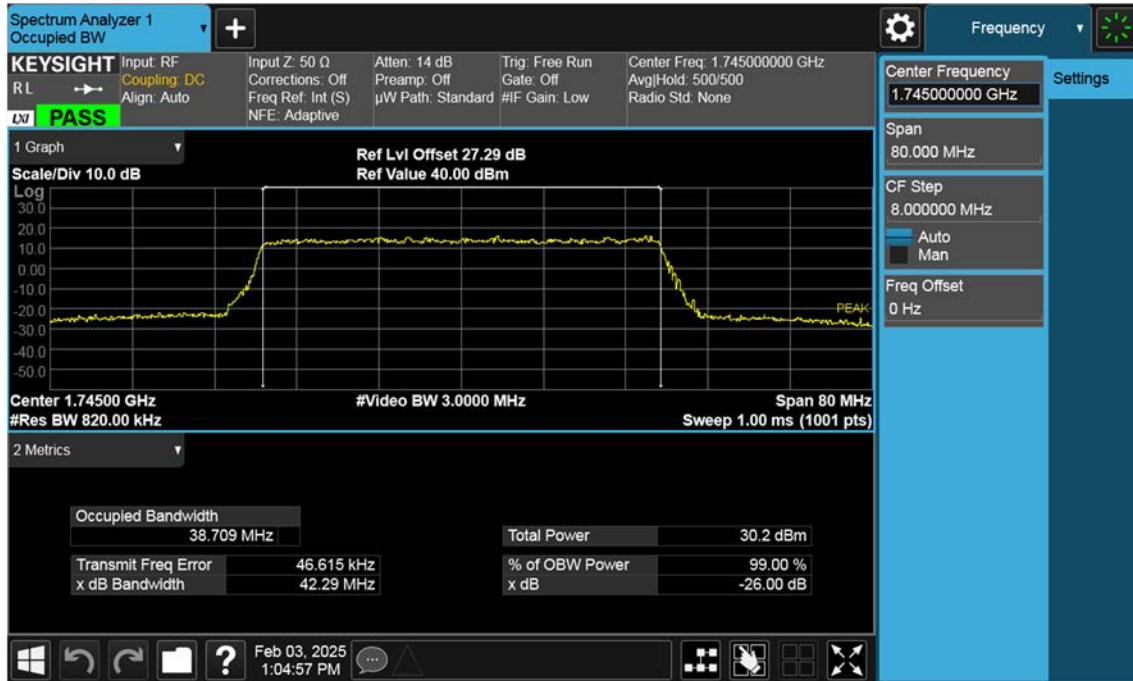 Spectrum Analyzer 1
Occupied BW
+
Frequency
KEYSIGHT
R L
LXI PASS
Input: RF
Coupling: DC
Align: Auto
Input Z: 50 Ω
Corrections: Off
Freq Ref: Int (S)
NFE: Adaptive
Atten: 14 dB
Preamp: Off
µW Path: Standard
Trig: Free Run
Gate: Off
#IF Gain: Low
Center Freq: 1.745000000 GHz
Avg|Hold: 500/500
Radio Std: None
1 Graph
Scale/Div 10.0 dB
Ref Lvl Offset 27.29 dB
Ref Value 40.00 dBm
Log
30.0
20.0
10.0
0.00
-10.0
-20.0
-30.0
-40.0
-50.0
PEAK
Center 1.74500 GHz
#Video BW 3.0000 MHz
Span 80 MHz
#Res BW 820.00 kHz
Sweep 1.00 ms (1001 pts)
2 Metrics
Occupied Bandwidth
38.709 MHz
Total Power 30.2 dBm
Transmit Freq Error 46.615 kHz
% of OBW Power 99.00 %
x dB Bandwidth 42.29 MHz
x dB -26.00 dB
?
Feb 03, 2025
1:04:57 PM
Center Frequency
1.745000000 GHz
Settings
Span
80.000 MHz
CF Step
8.000000 MHz
Auto
Man
Freq Offset
0 Hz